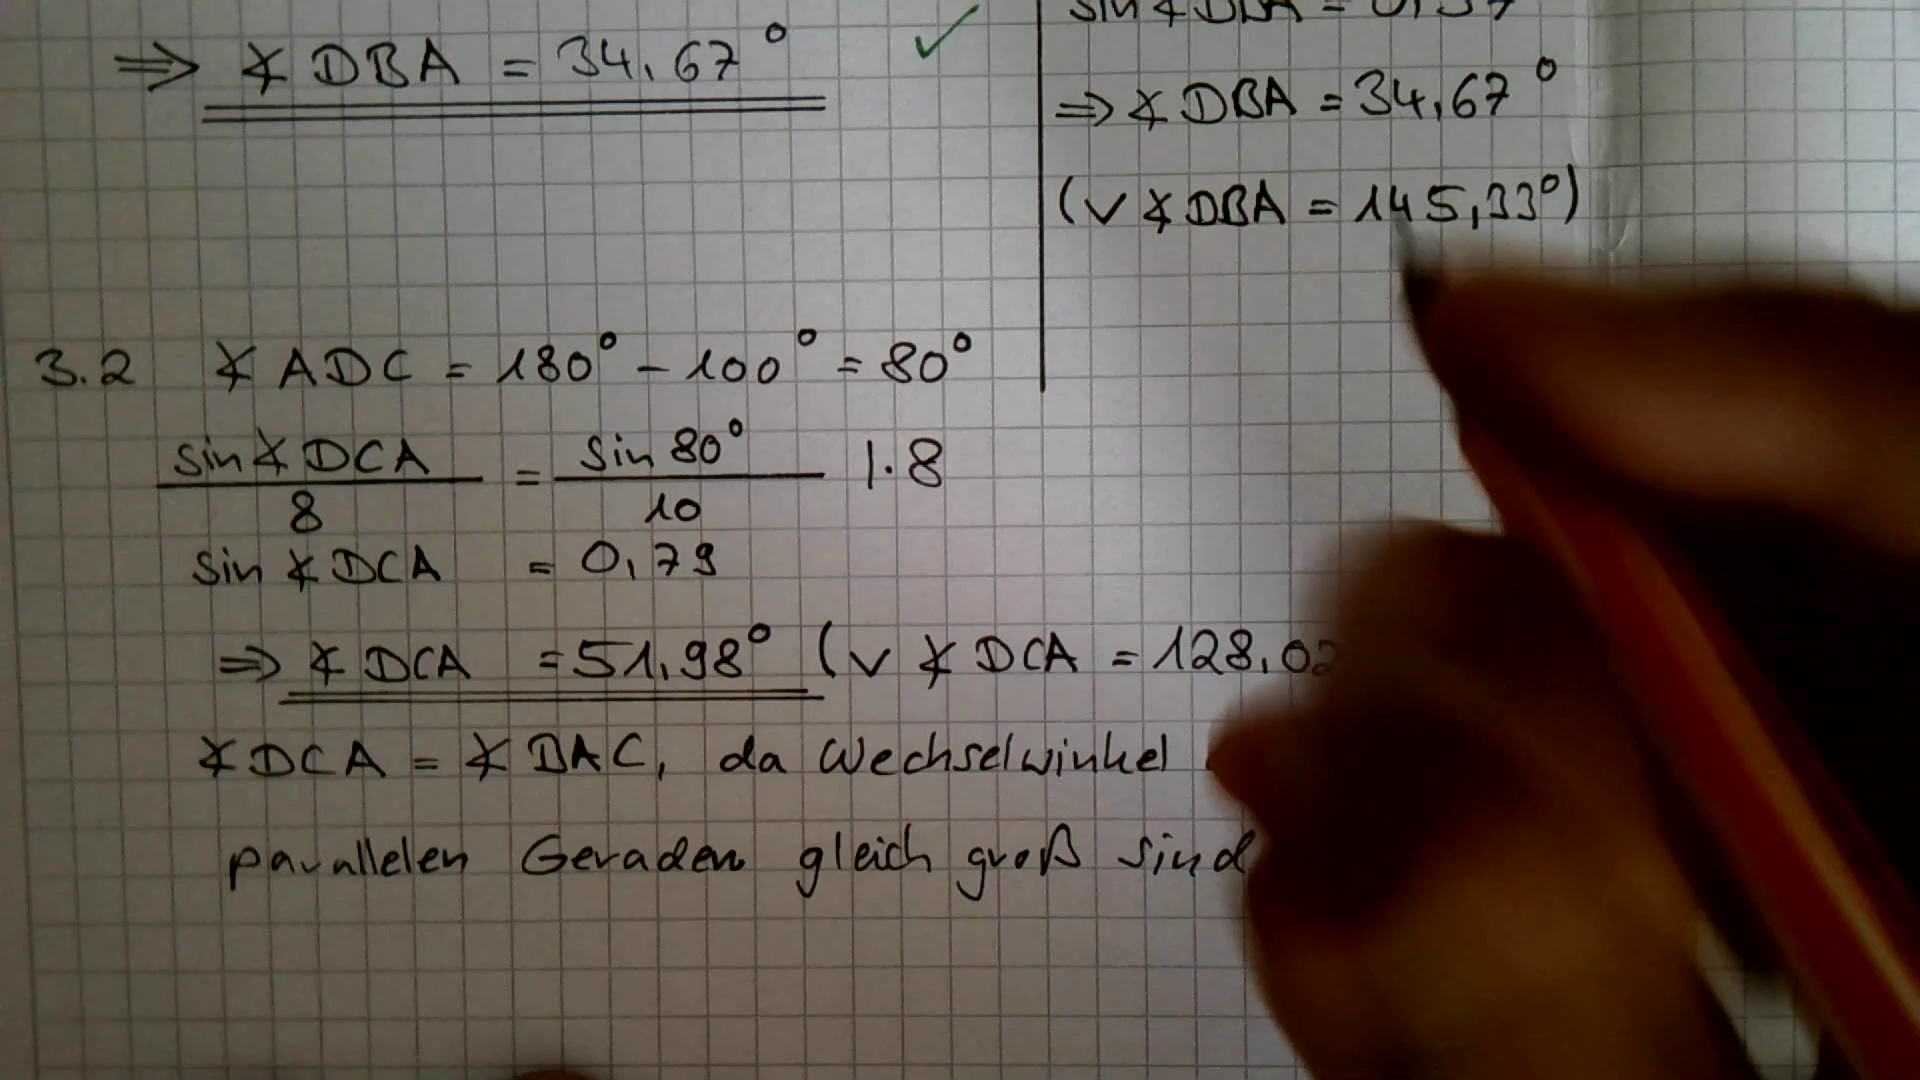 ⇒ ∡ DBA = 34,67° ✓
⇒ ∡ DBA = 34,67°
(∨ ∡ DBA = 145,33°)
3.2 ∡ ADC = 180° − 100° = 80°
sin ∡ DCA / 8 = sin 80° / 10 |·8
sin ∡ DCA = 0,79
⇒ ∡ DCA = 51,98° (∨ ∡ DCA = 128,02
∡ DCA = ∡ BAC, da Wechselwinkel
parallelen Geraden gleich groß sind